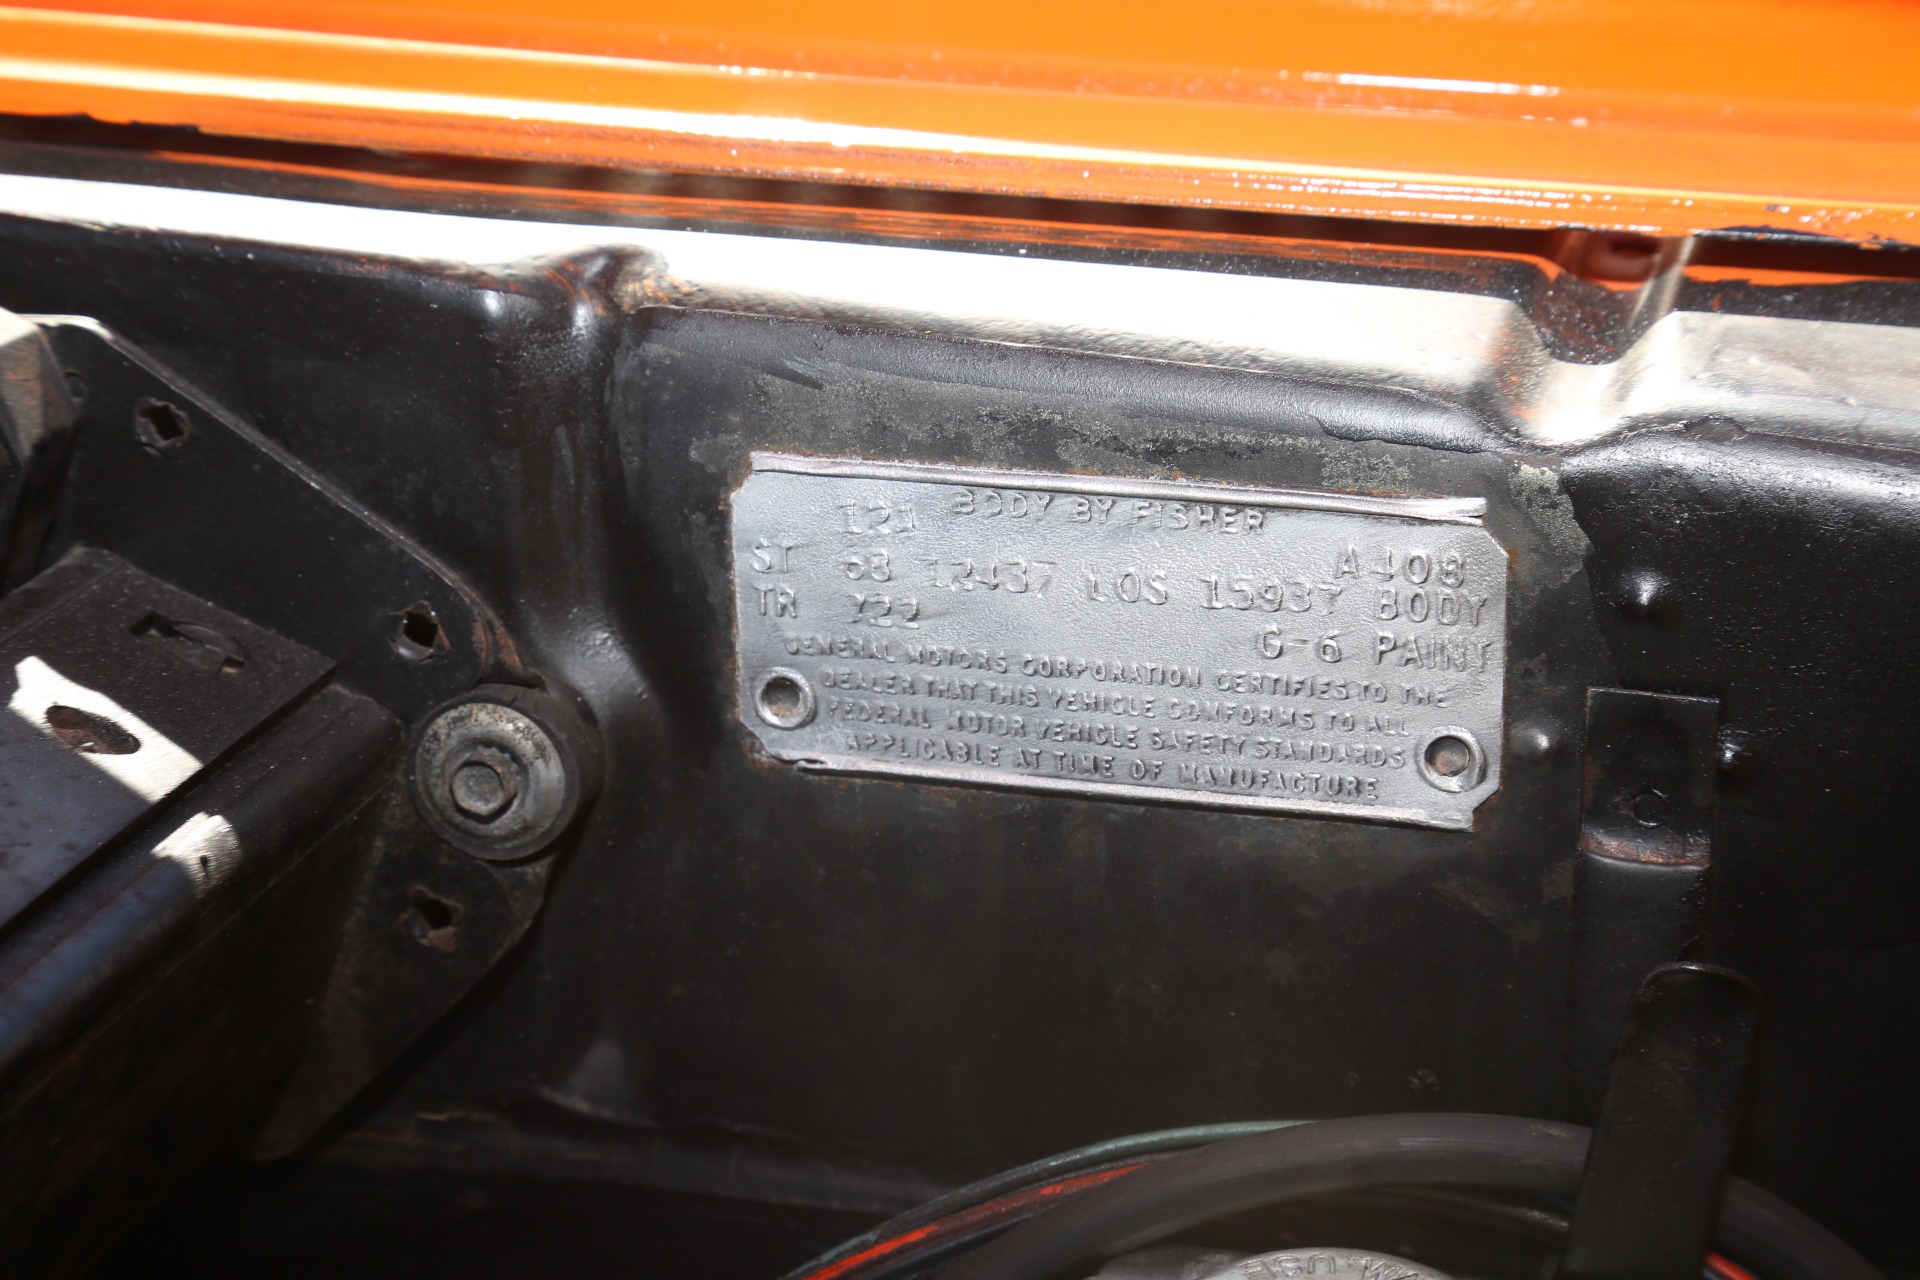 121 BODY BY FISHER
A 408
ST 68 12437 LOS 15937 BODY
TR 722 G-6 PAINT
GENERAL MOTORS CORPORATION CERTIFIES TO THE
DEALER THAT THIS VEHICLE CONFORMS TO ALL
FEDERAL MOTOR VEHICLE SAFETY STANDARDS
APPLICABLE AT TIME OF MANUFACTURE
USE